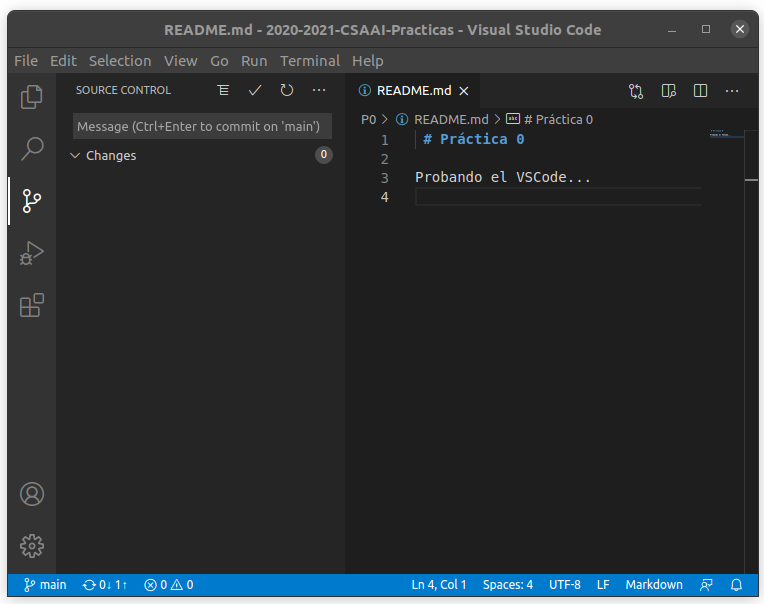 README.md - 2020-2021-CSAAI-Practicas - Visual Studio Code
File Edit Selection View Go Run Terminal Help
SOURCE CONTROL
Message (Ctrl+Enter to commit on 'main')
Changes 0
README.md
P0 > README.md > abc # Práctica 0
1 # Práctica 0
2
3 Probando el VSCode...
4
main 0↓ 1↑ 0 0 Ln 4, Col 1 Spaces: 4 UTF-8 LF Markdown